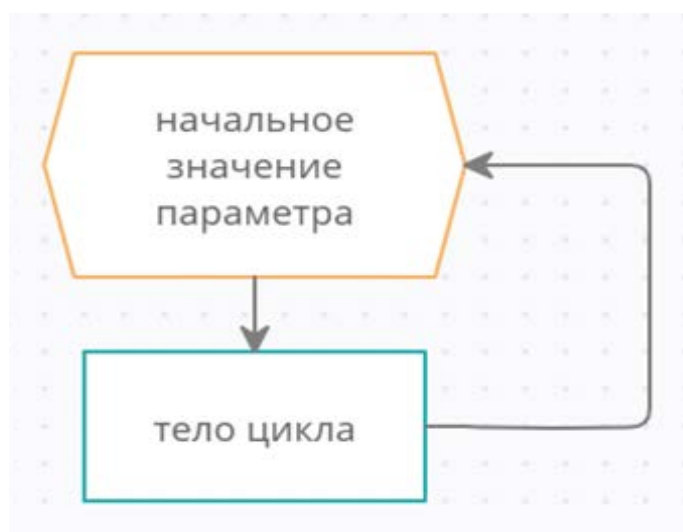 начальное
значение
параметра
тело цикла